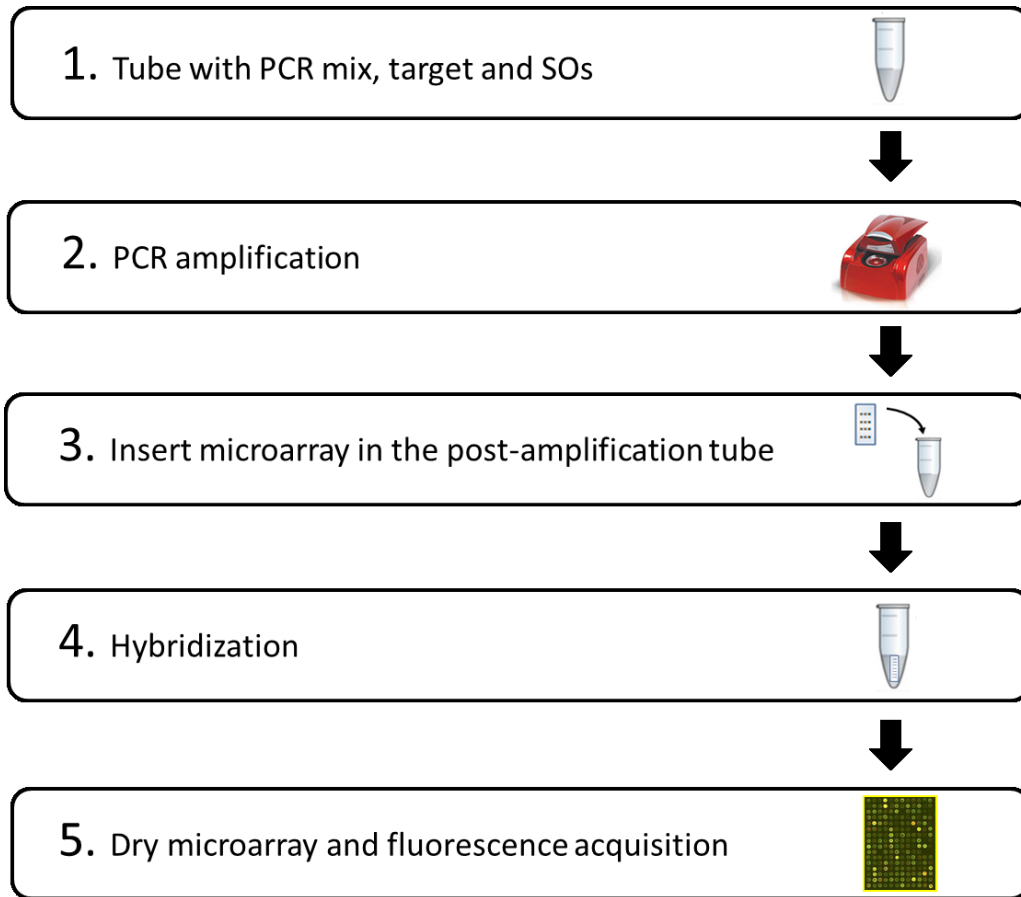 1. Tube with PCR mix, target and SOs
2. PCR amplification
3. Insert microarray in the post-amplification tube
4. Hybridization
5. Dry microarray and fluorescence acquisition